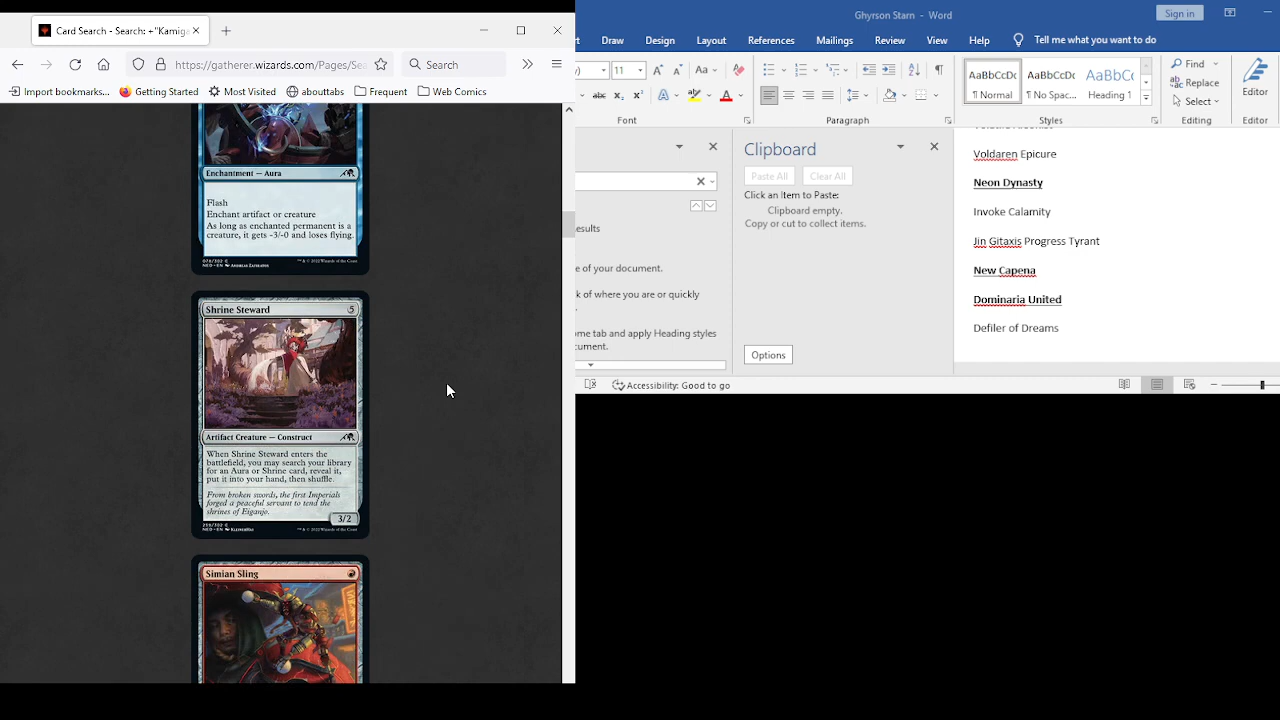 Card Search - Search: +"Kamiga
https://gatherer.wizards.com/Pages/Sea
Search
Import bookmarks...
Getting Started
Most Visited
abouttabs
Frequent
Web Comics
Enchantment — Aura
Flash
Enchant artifact or creature
As long as enchanted permanent is a
creature, it gets -3/-0 and loses flying.
Shrine Steward
5
Artifact Creature — Construct
When Shrine Steward enters the
battlefield, you may search your library
for an Aura or Shrine card, reveal it,
put it into your hand, then shuffle.
From broken swords, the first Imperials
forged a peaceful servant to tend the
shrines of Eiganjo.
3/2
Simian Sling
Ghyrson Starn - Word
Sign in
Draw
Design
Layout
References
Mailings
Review
View
Help
Tell me what you want to do
11
Aa
abc
Font
Paragraph
AaBbCcDc
¶ Normal
AaBbCcDc
¶ No Spac...
AaBbCc
Heading 1
Styles
Find
Replace
Select
Editing
Editor
Editor
esults
e of your document.
k of where you are or quickly
ome tab and apply Heading styles
cument.
Clipboard
Paste All
Clear All
Click an Item to Paste:
Clipboard empty.
Copy or cut to collect items.
Options
Voldaren Epicure
Neon Dynasty
Invoke Calamity
Jin Gitaxis Progress Tyrant
New Capena
Dominaria United
Defiler of Dreams
Accessibility: Good to go